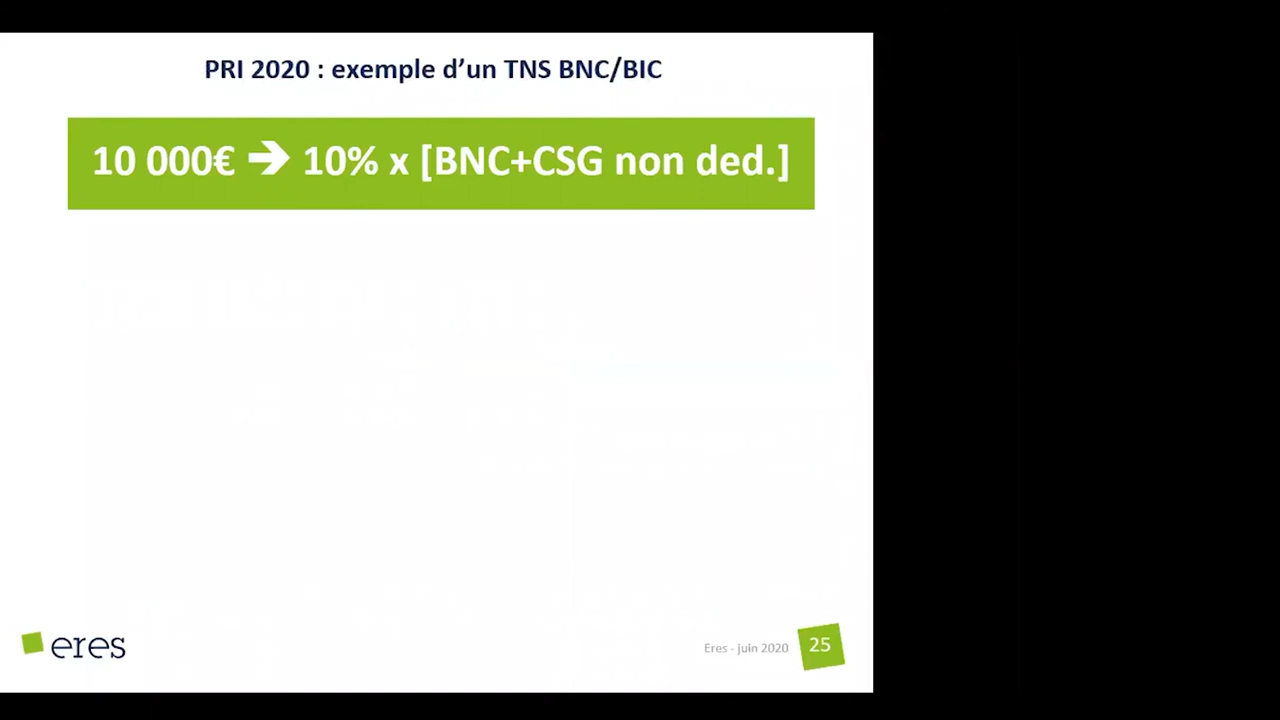 PRI 2020 : exemple d’un TNS BNC/BIC
10 000€ ➔ 10% x [BNC+CSG non ded.]
eres
Eres - juin 2020
25